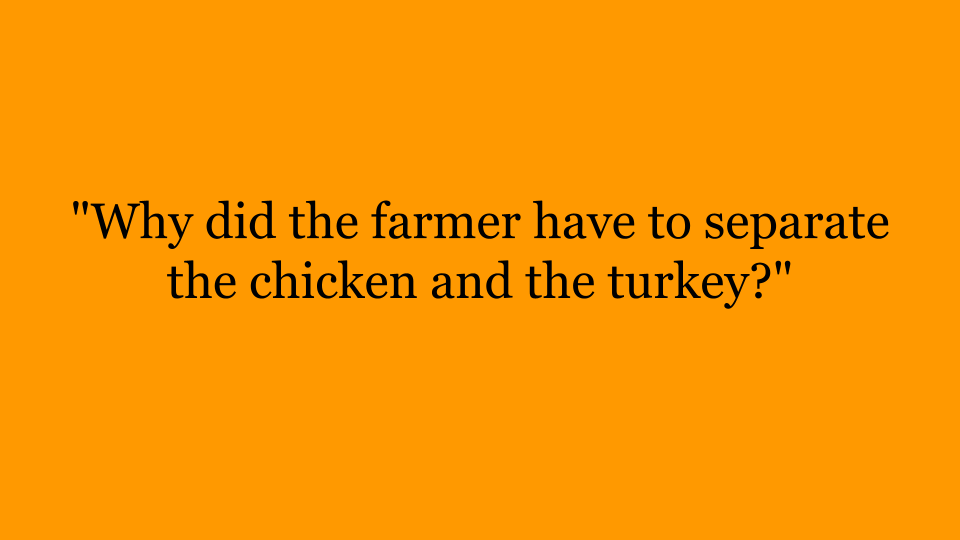 "Why did the farmer have to separate
the chicken and the turkey?"